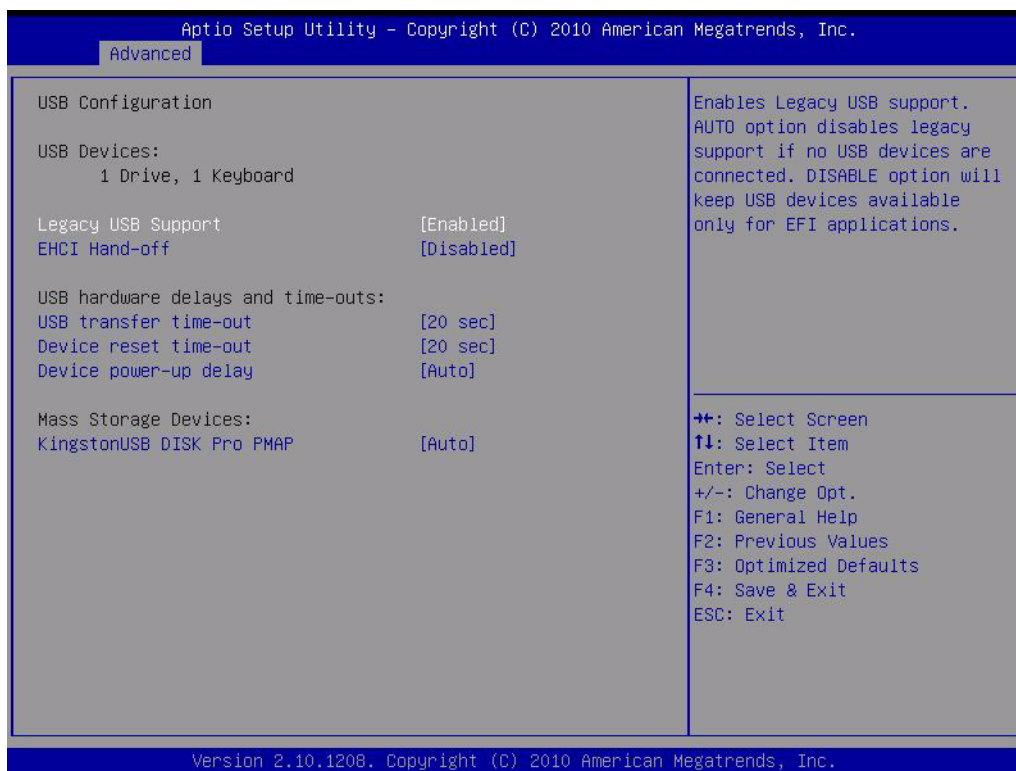 Aptio Setup Utility – Copyright (C) 2010 American Megatrends, Inc.
Advanced
USB Configuration
USB Devices:
1 Drive, 1 Keyboard
Legacy USB Support [Enabled]
EHCI Hand-off [Disabled]
USB hardware delays and time-outs:
USB transfer time-out [20 sec]
Device reset time-out [20 sec]
Device power-up delay [Auto]
Mass Storage Devices:
KingstonUSB DISK Pro PMAP [Auto]
Enables Legacy USB support.
AUTO option disables legacy
support if no USB devices are
connected. DISABLE option will
keep USB devices available
only for EFI applications.
→←: Select Screen
↑↓: Select Item
Enter: Select
+/-: Change Opt.
F1: General Help
F2: Previous Values
F3: Optimized Defaults
F4: Save & Exit
ESC: Exit
Version 2.10.1208. Copyright (C) 2010 American Megatrends, Inc.